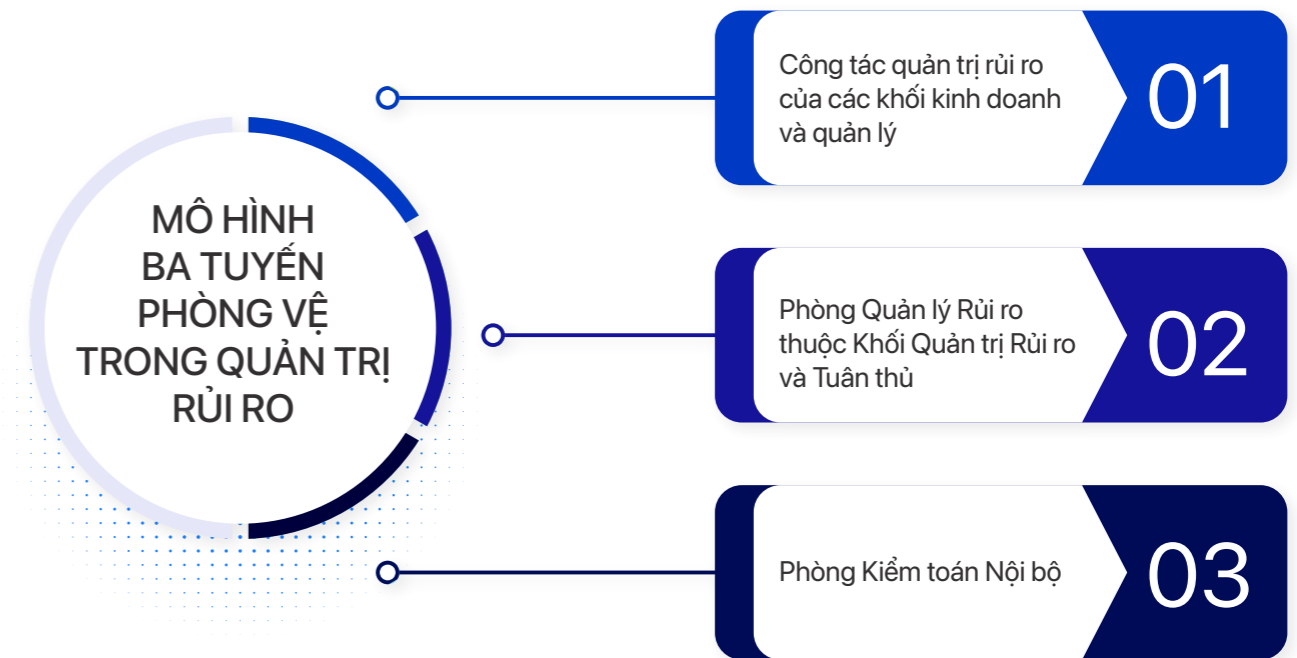 MÔ HÌNH
BA TUYẾN
PHÒNG VỆ
TRONG QUẢN TRỊ
RỦI RO
Công tác quản trị rủi ro
của các khối kinh doanh
và quản lý
01
Phòng Quản lý Rủi ro
thuộc Khối Quản trị Rủi ro
và Tuân thủ
02
Phòng Kiểm toán Nội bộ
03